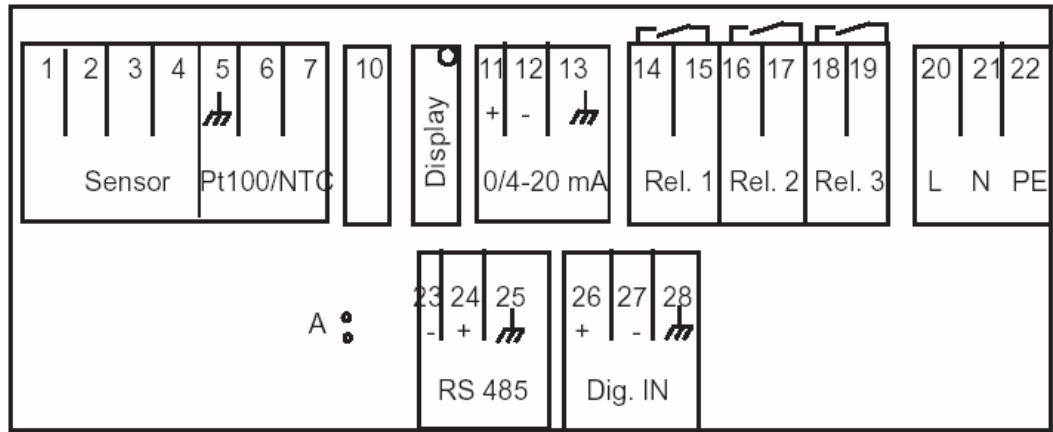 1 2 3 4 5 6 7 10 11 12 13 14 15 16 17 18 19 20 21 22
+ -
Sensor Pt100/NTC Display 0/4-20 mA Rel. 1 Rel. 2 Rel. 3 L N PE
23 24 25 26 27 28
- + + -
A
RS 485 Dig. IN